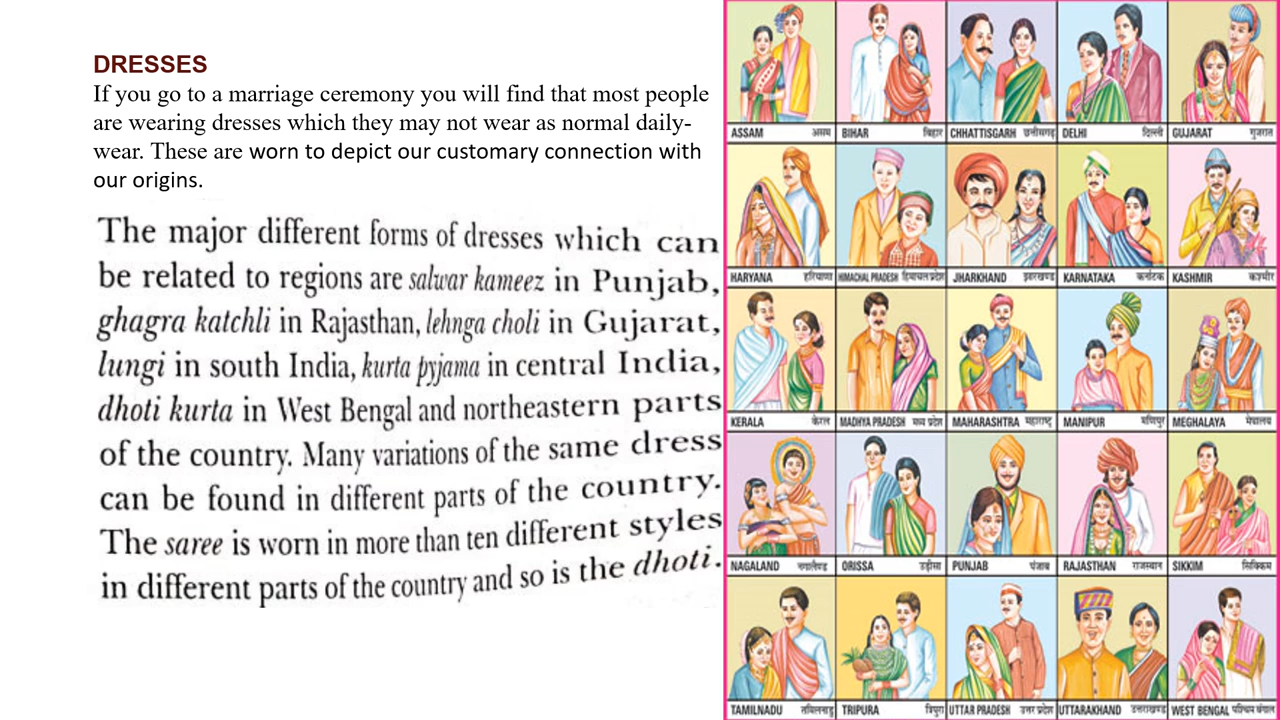 DRESSES
If you go to a marriage ceremony you will find that most people
are wearing dresses which they may not wear as normal daily-
wear. These are worn to depict our customary connection with
our origins.
The major different forms of dresses which can
be related to regions are salwar kameez in Punjab,
ghagra katchli in Rajasthan, lehnga choli in Gujarat,
lungi in south India, kurta pyjama in central India,
dhoti kurta in West Bengal and northeastern parts
of the country. Many variations of the same dress
can be found in different parts of the country.
The saree is worn in more than ten different styles
in different parts of the country and so is the dhoti.
ASSAM असम
BIHAR बिहार
CHHATTISGARH छत्तीसगढ़
DELHI दिल्ली
GUJARAT गुजरात
HARYANA हरियाणा
HIMACHAL PRADESH हिमाचल प्रदेश
JHARKHAND झारखण्ड
KARNATAKA कर्नाटक
KASHMIR कश्मीर
KERALA केरल
MADHYA PRADESH मध्य प्रदेश
MAHARASHTRA महाराष्ट्र
MANIPUR मणिपुर
MEGHALAYA मेघालय
NAGALAND नागालैण्ड
ORISSA उड़ीसा
PUNJAB पंजाब
RAJASTHAN राजस्थान
SIKKIM सिक्किम
TAMILNADU तमिलनाडु
TRIPURA त्रिपुरा
UTTAR PRADESH उत्तर प्रदेश
UTTARAKHAND उत्तराखण्ड
WEST BENGAL पश्चिम बंगाल